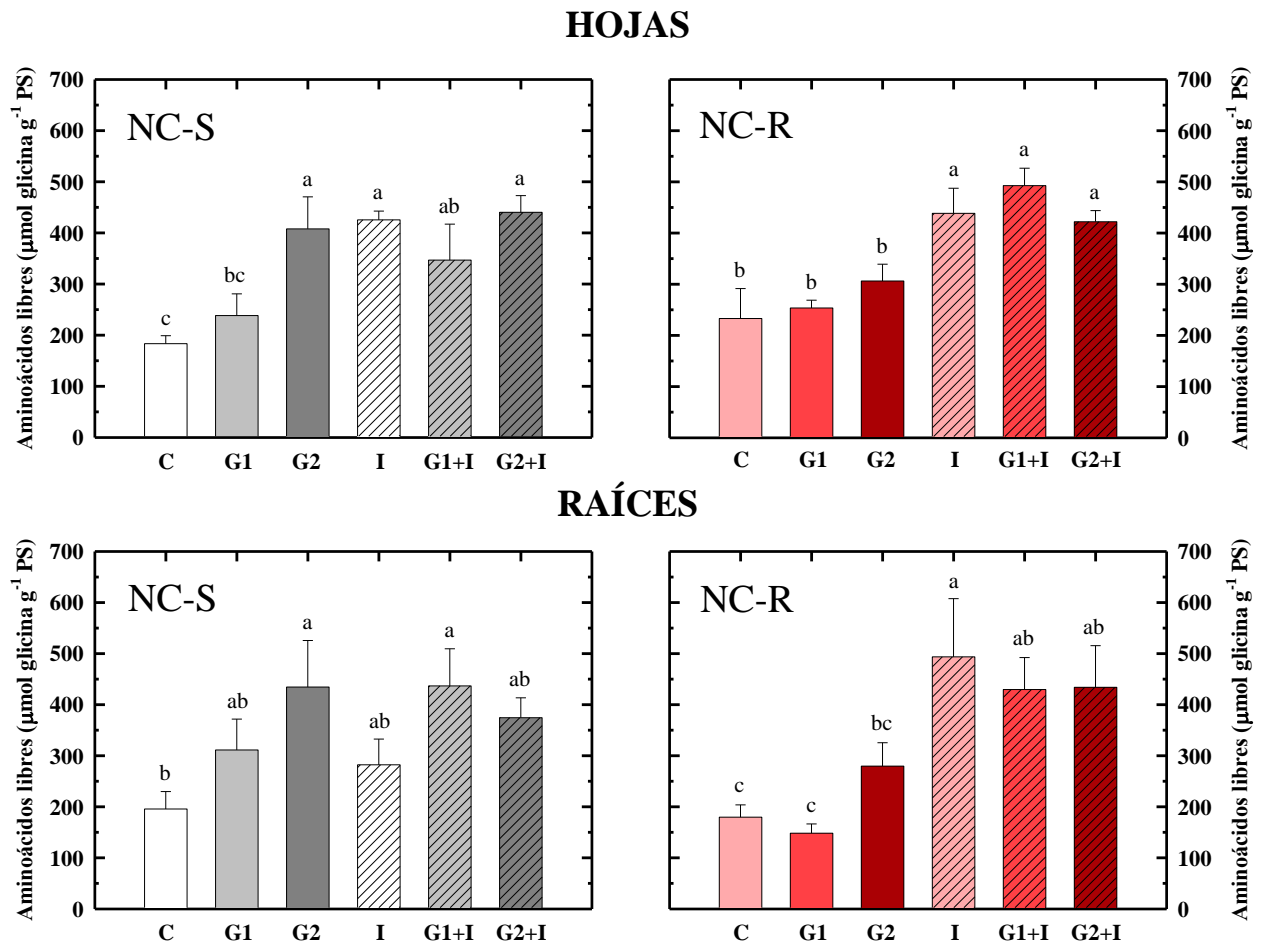 HOJAS
Aminoácidos libres (µmol glicina g-1 PS)
700
600
500
400
300
200
100
0
NC-S
c
bc
a
a
ab
a
C G1 G2 I G1+I G2+I
NC-R
b
b
b
a
a
a
C G1 G2 I G1+I G2+I
700
600
500
400
300
200
100
0
Aminoácidos libres (µmol glicina g-1 PS)
RAÍCES
Aminoácidos libres (µmol glicina g-1 PS)
700
600
500
400
300
200
100
0
NC-S
b
ab
a
ab
a
ab
C G1 G2 I G1+I G2+I
NC-R
c
c
bc
a
ab
ab
C G1 G2 I G1+I G2+I
700
600
500
400
300
200
100
0
Aminoácidos libres (µmol glicina g-1 PS)